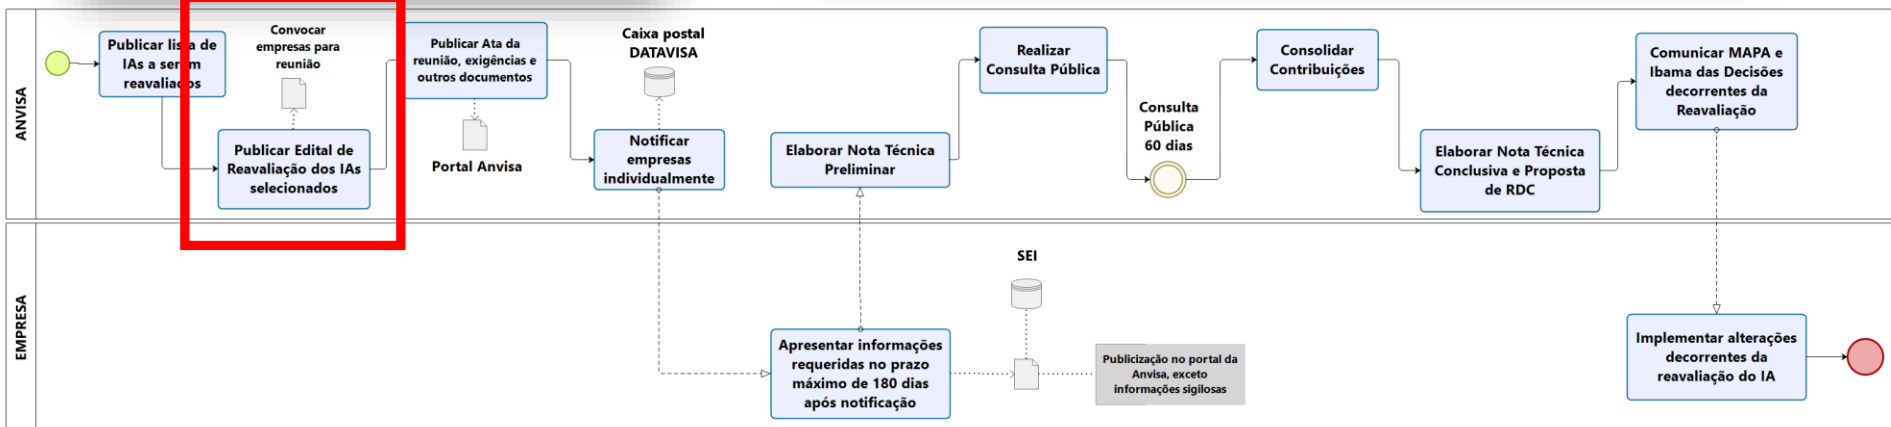 ANVISA
Publicar lista de
IAs a serem
reavaliados
Convocar
empresas para
reunião
Publicar Edital de
Reavaliação dos IAs
selecionados
Publicar Ata da
reunião, exigências e
outros documentos
Portal Anvisa
Caixa postal
DATAVISA
Notificar
empresas
individualmente
Elaborar Nota Técnica
Preliminar
Realizar
Consulta Pública
Consulta
Pública
60 dias
Consolidar
Contribuições
Elaborar Nota Técnica
Conclusiva e Proposta
de RDC
Comunicar MAPA e
Ibama das Decisões
decorrentes da
Reavaliação
EMPRESA
Apresentar informações
requeridas no prazo
máximo de 180 dias
após notificação
SEI
Publicização no portal da
Anvisa, exceto
informações sigilosas
Implementar alterações
decorrentes da
reavaliação do IA